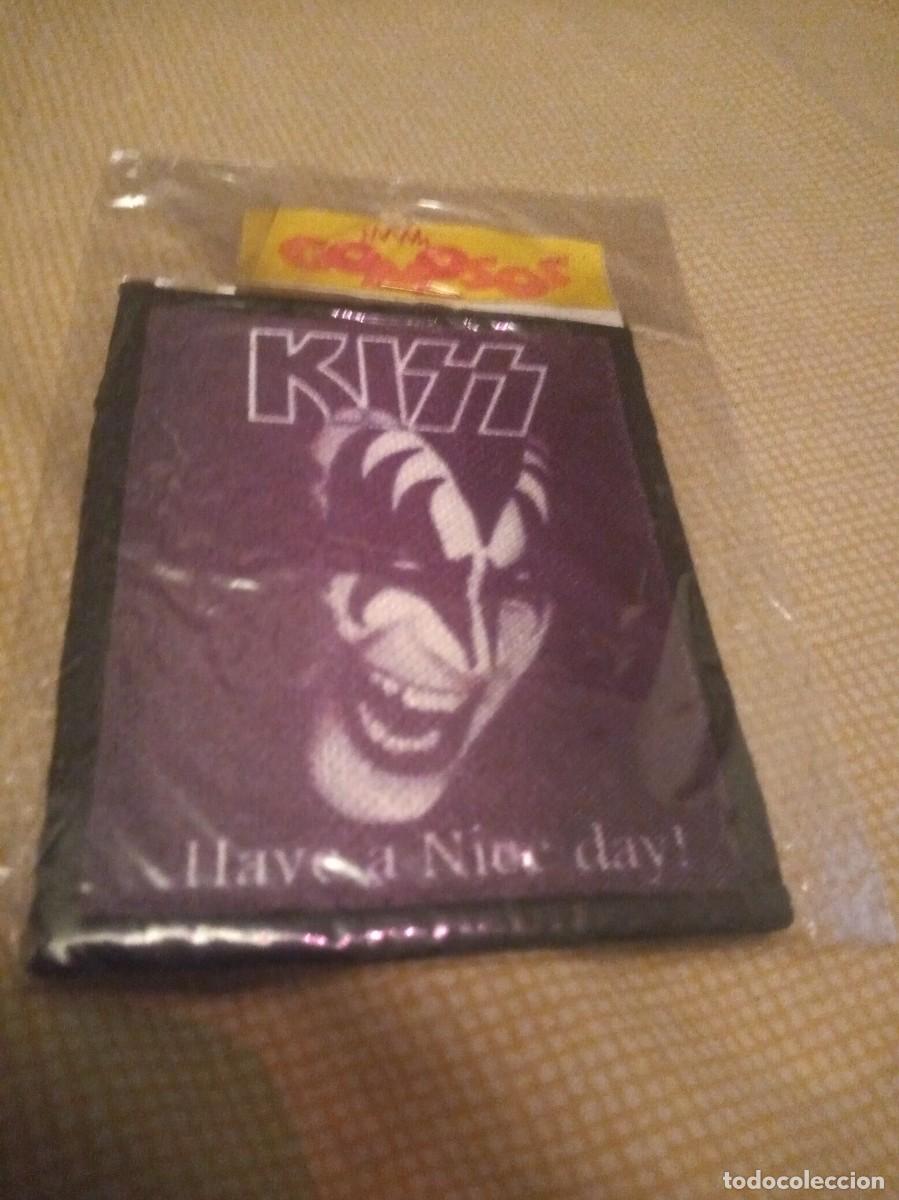 KISS
Have a Nice day!
todocoleccion